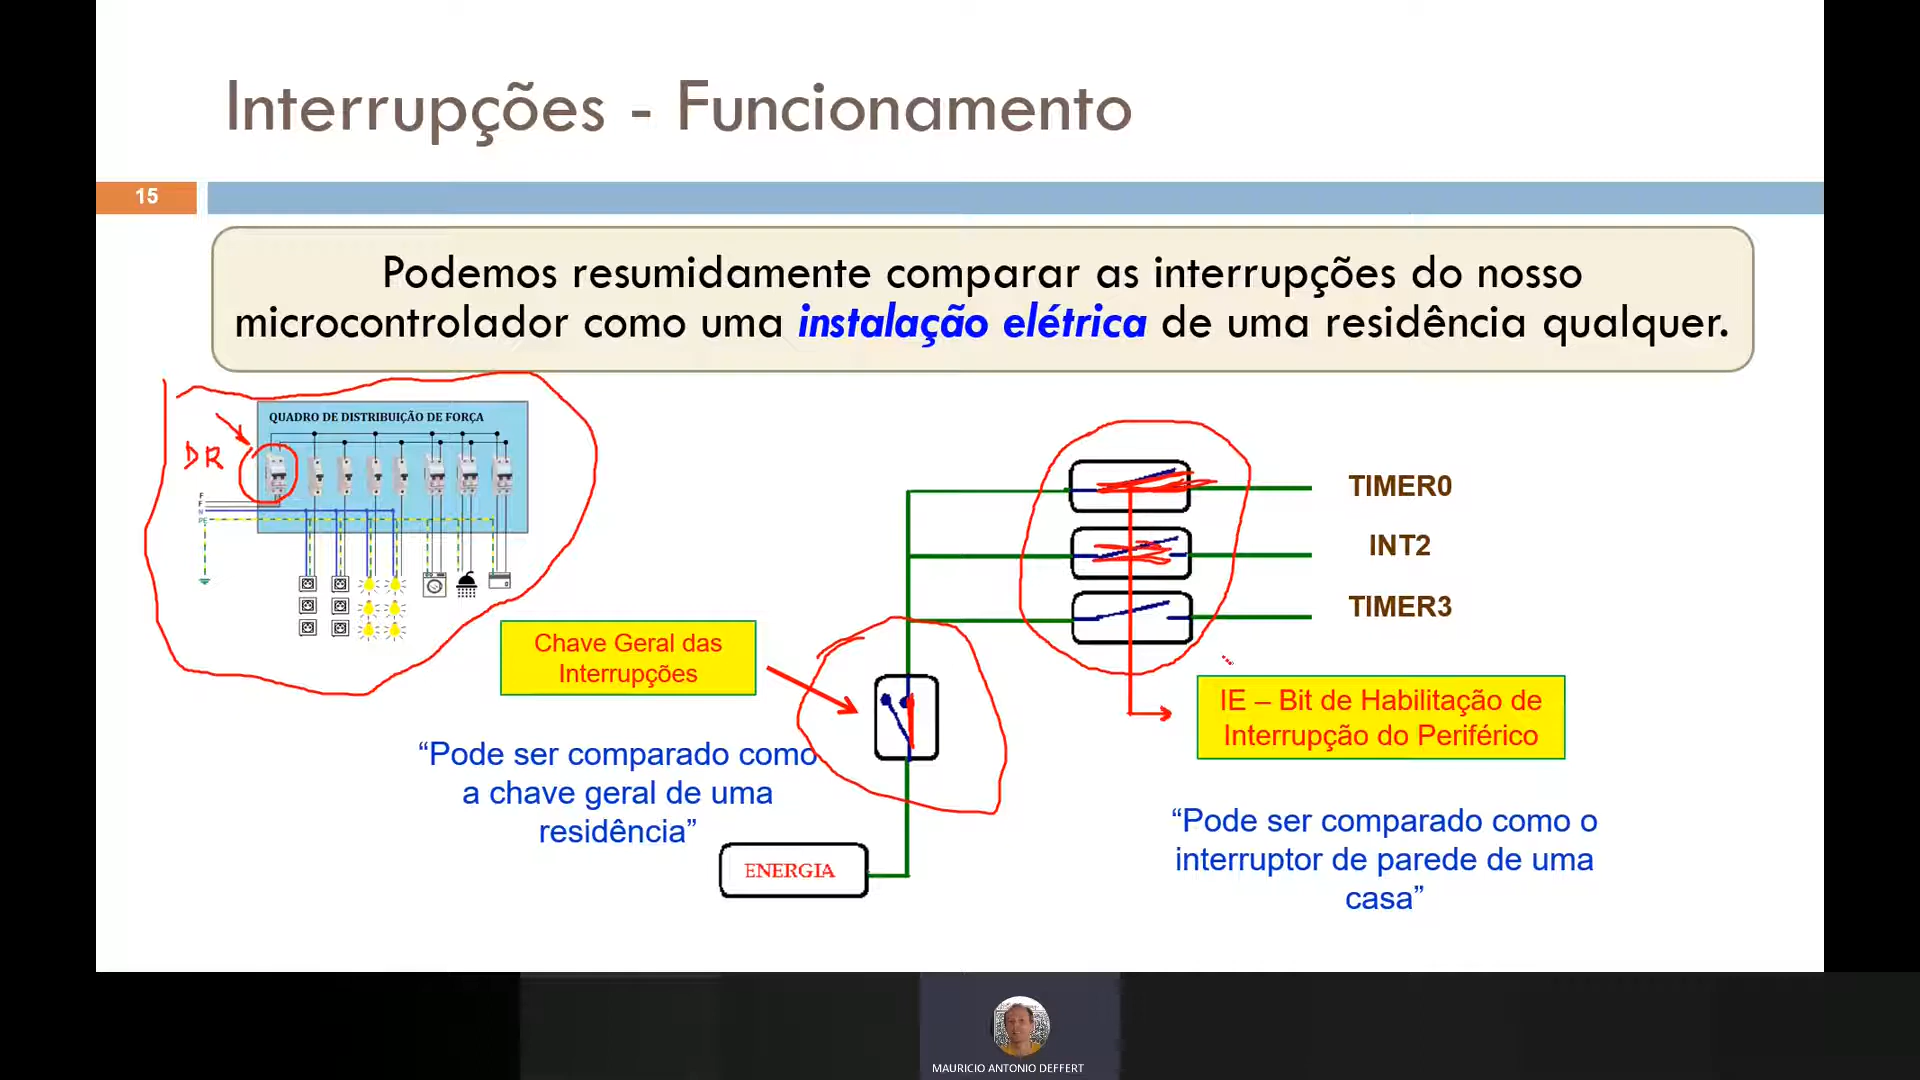 Interrupções - Funcionamento
15
Podemos resumidamente comparar as interrupções do nosso
microcontrolador como uma instalação elétrica de uma residência qualquer.
QUADRO DE DISTRIBUIÇÃO DE FORÇA
DR
F
F
N
PE
TIMER0
INT2
TIMER3
Chave Geral das
Interrupções
IE – Bit de Habilitação de
Interrupção do Periférico
“Pode ser comparado como
a chave geral de uma
residência”
“Pode ser comparado como o
interruptor de parede de uma
casa”
ENERGIA
MAURICIO ANTONIO DEFFERT